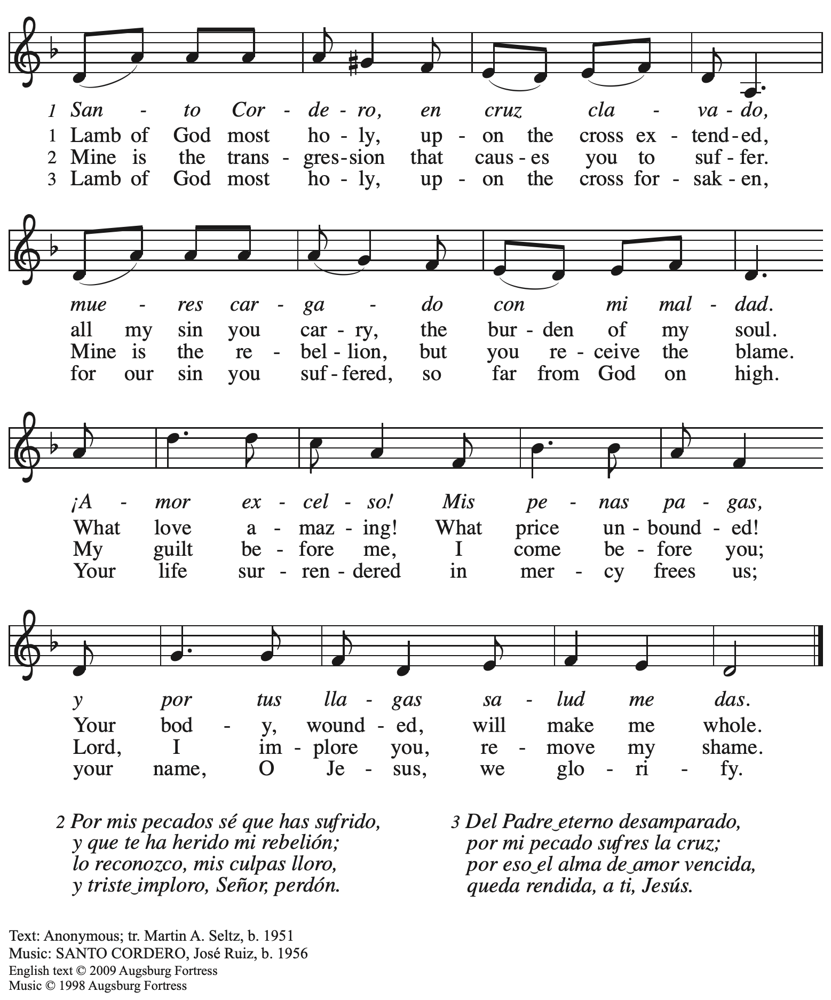 1 San - to Cor - de - ro, en cruz cla - va - do,
1 Lamb of God most ho - ly, up - on the cross ex - tend - ed,
2 Mine is the trans - gres - sion that caus - es you to suf - fer.
3 Lamb of God most ho - ly, up - on the cross for - sak - en,
mue - res car - ga - do con mi mal - dad.
all my sin you car - ry, the bur - den of my soul.
Mine is the re - bel - lion, but you re - ceive the blame.
for our sin you suf - fered, so far from God on high.
¡A - mor ex - cel - so! Mis pe - nas pa - gas,
What love a - maz - ing! What price un - bound - ed!
My guilt be - fore me, I come be - fore you;
Your life sur - ren - dered in mer - cy frees us;
y por tus lla - gas sa - lud me das.
Your bod - y, wound - ed, will make me whole.
Lord, I im - plore you, re - move my shame.
your name, O Je - sus, we glo - ri - fy.
2 Por mis pecados sé que has sufrido,
y que te ha herido mi rebelión;
lo reconozco, mis culpas lloro,
y triste‿imploro, Señor, perdón.
3 Del Padre‿eterno desamparado,
por mi pecado sufres la cruz;
por eso‿el alma de‿amor vencida,
queda rendida, a ti, Jesús.
Text: Anonymous; tr. Martin A. Seltz, b. 1951
Music: SANTO CORDERO, José Ruiz, b. 1956
English text © 2009 Augsburg Fortress
Music © 1998 Augsburg Fortress